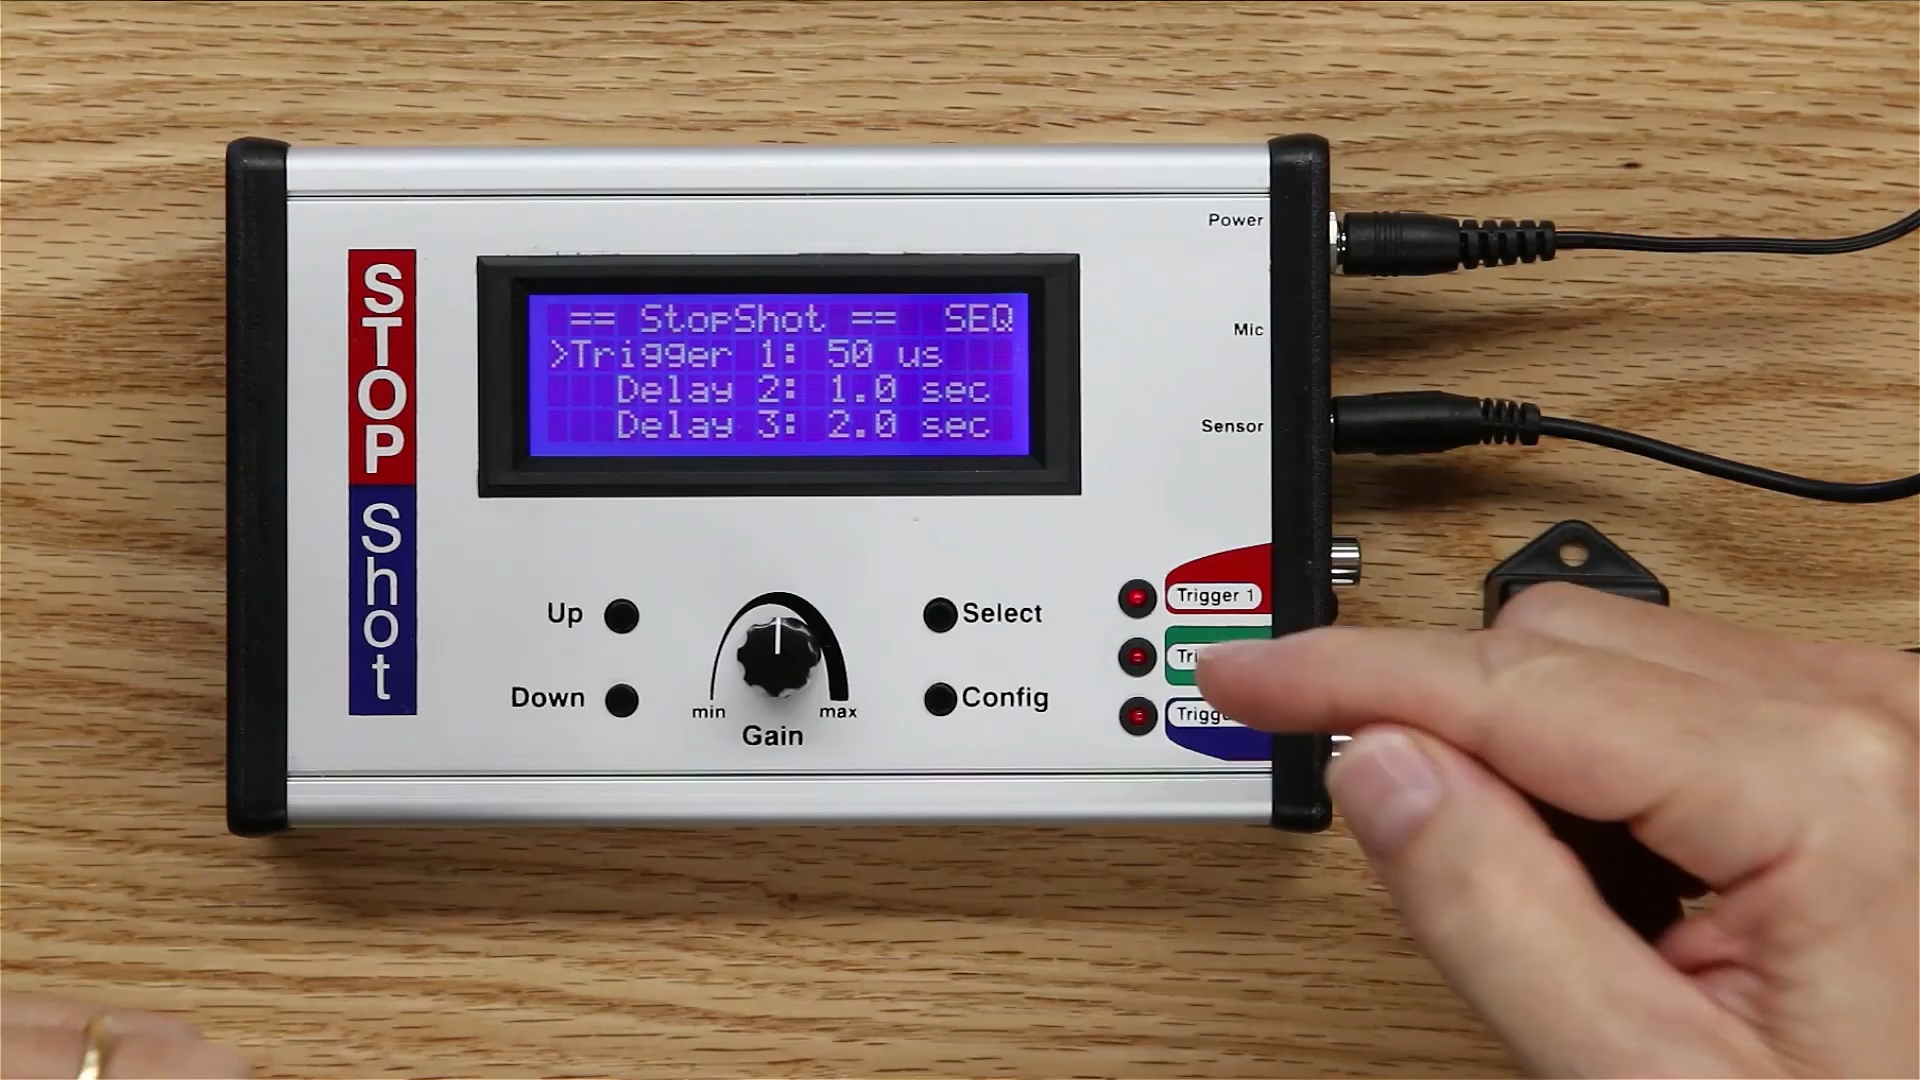 Power
STOP Shot
== StopShot == SEQ
>Trigger 1: 50 us
Delay 2: 1.0 sec
Delay 3: 2.0 sec
Mic
Sensor
Up
Down
min
max
Gain
Select
Config
Trigger 1